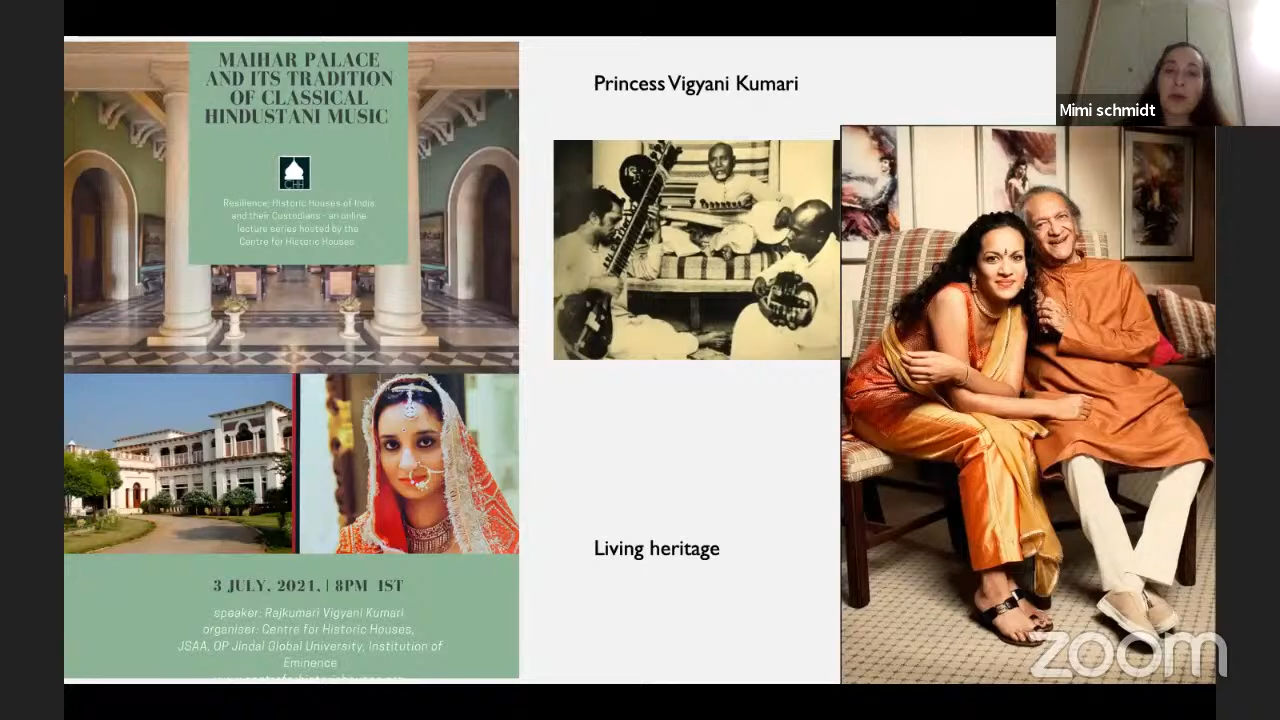 MAIHAR PALACE
AND ITS TRADITION
OF CLASSICAL
HINDUSTANI MUSIC
CHH
Resilience: Historic Houses of India
and their Custodians - an online
lecture series hosted by the
Centre for Historic Houses
3 JULY, 2021, | 8PM IST
speaker: Rajkumari Vigyani Kumari
organiser: Centre for Historic Houses,
JSAA, OP Jindal Global University, Institution of
Eminence
Princess Vigyani Kumari
Living heritage
Mimi schmidt
zoom